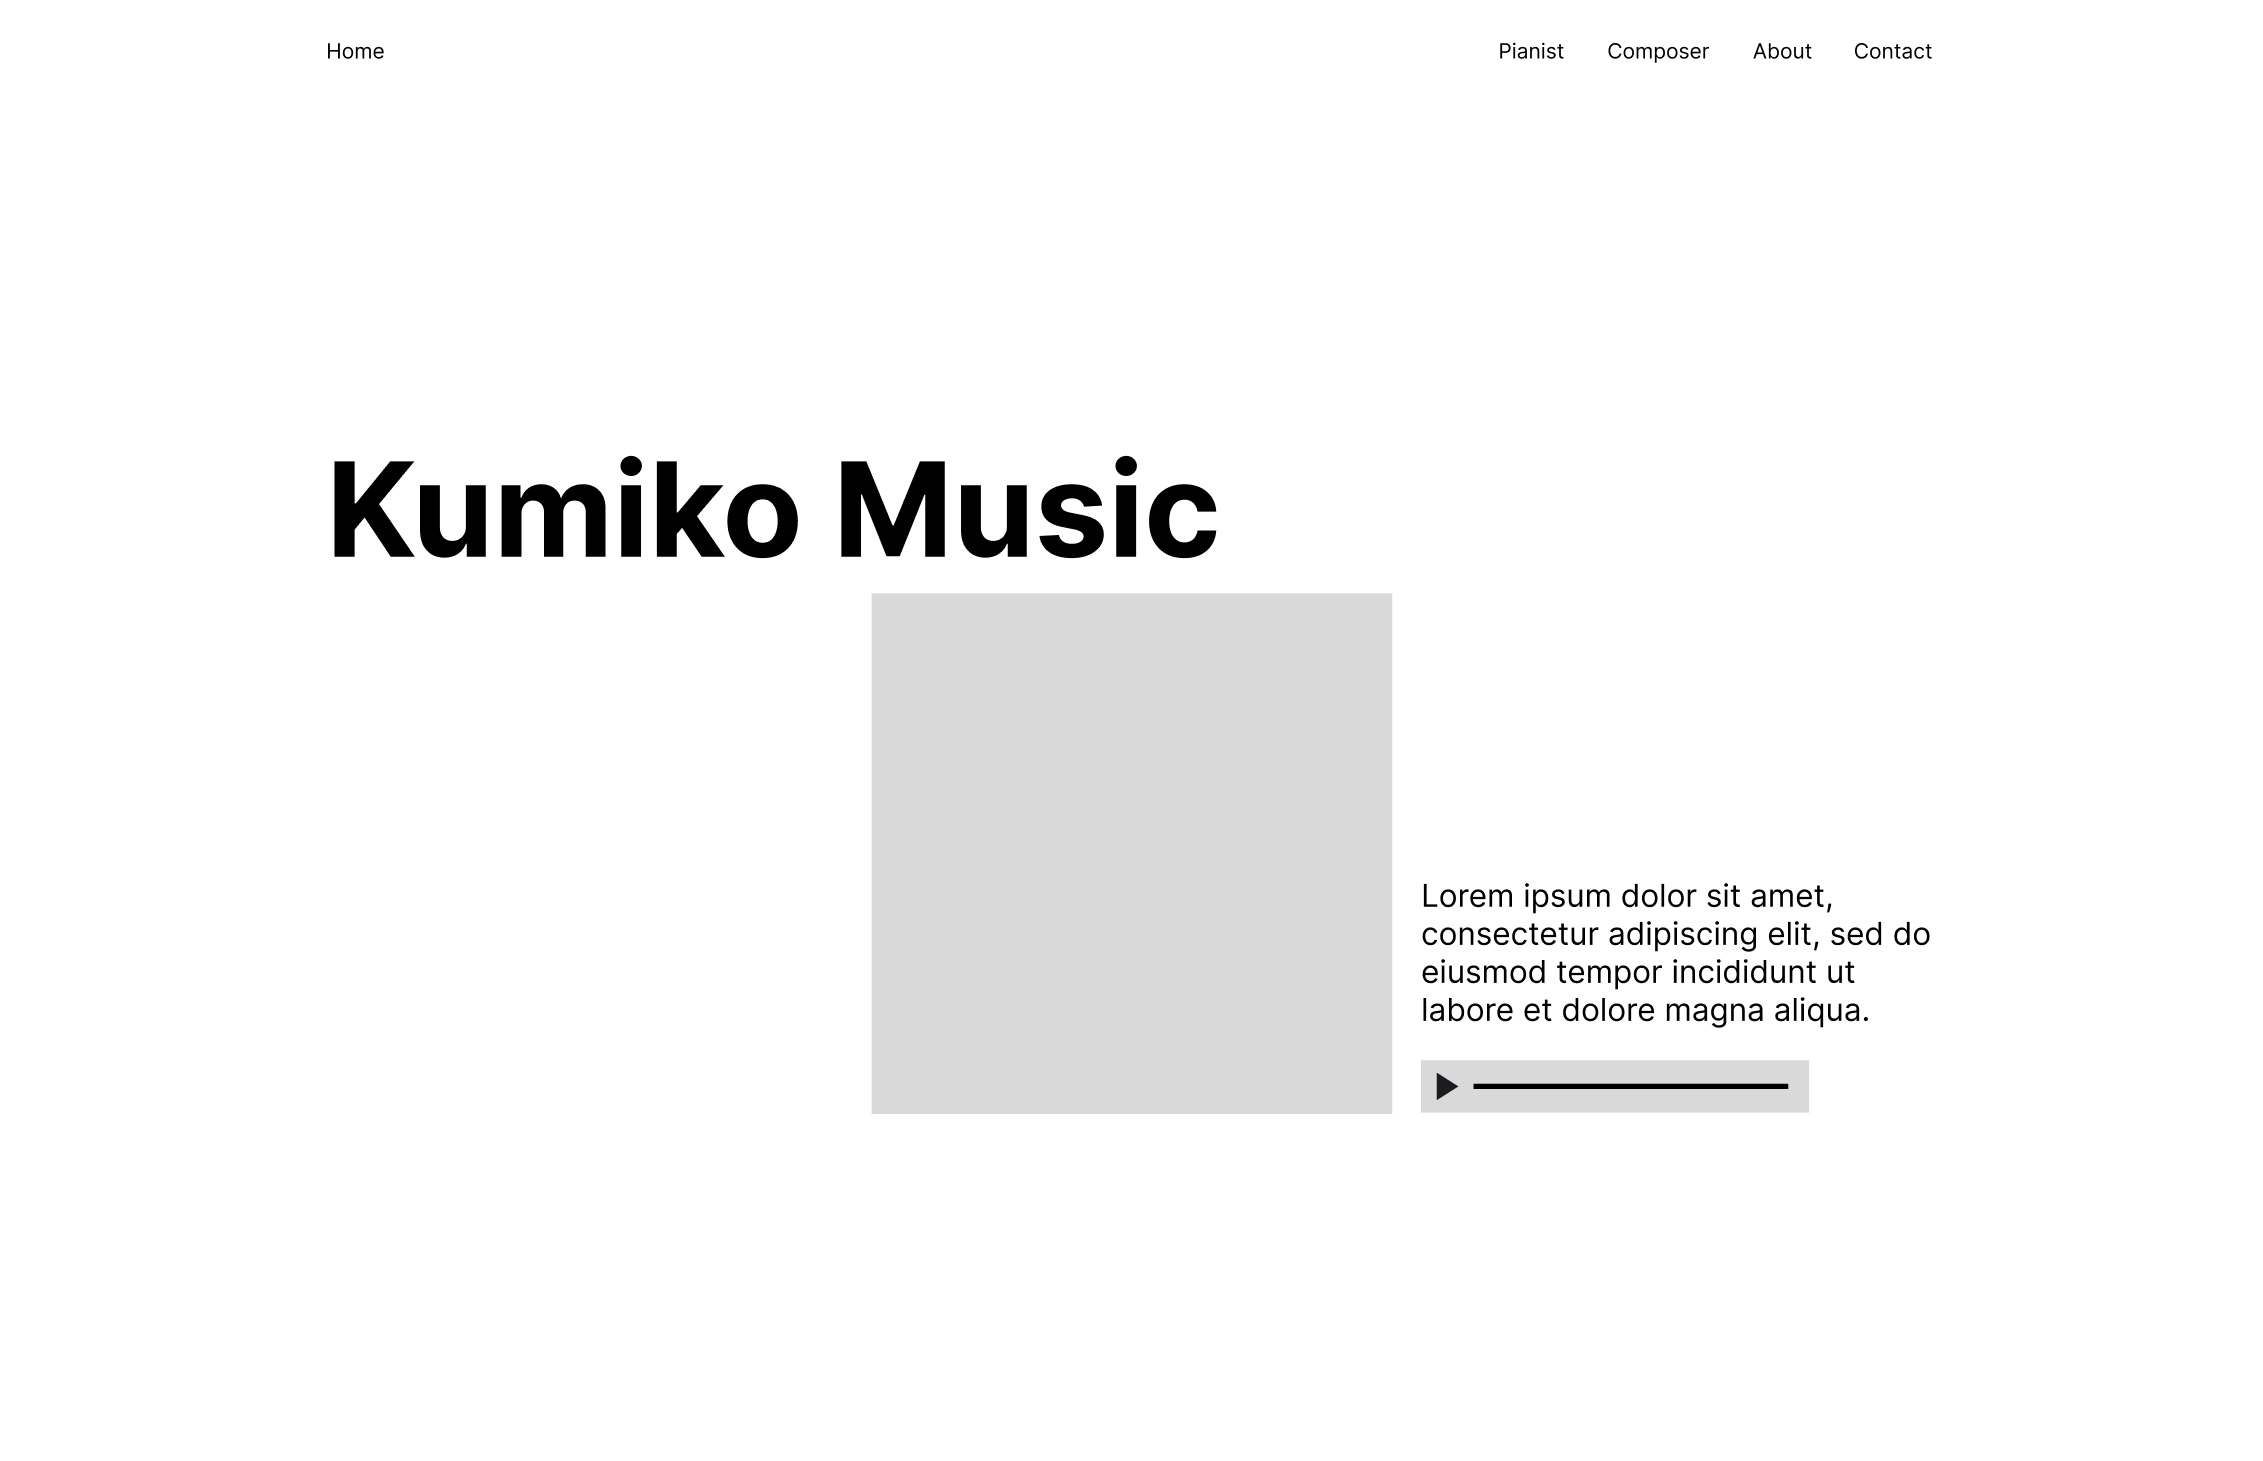 Home
Pianist Composer About Contact
Kumiko Music
Lorem ipsum dolor sit amet,
consectetur adipiscing elit, sed do
eiusmod tempor incididunt ut
labore et dolore magna aliqua.